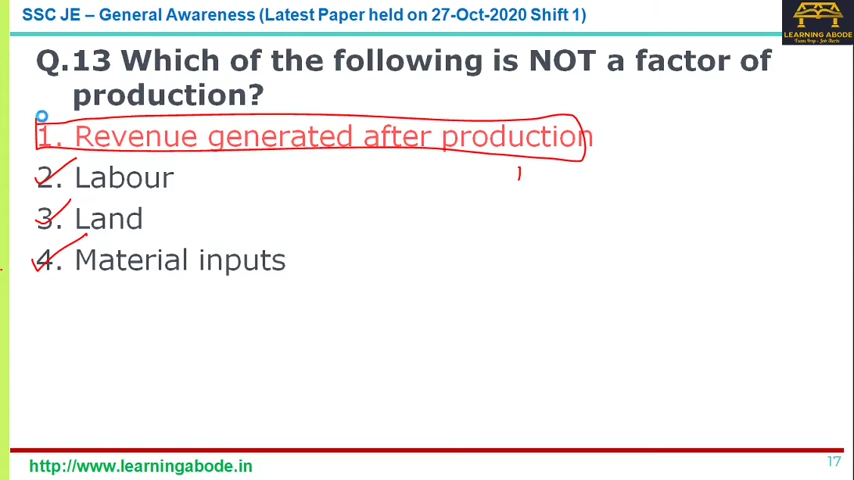 SSC JE – General Awareness (Latest Paper held on 27-Oct-2020 Shift 1)
LEARNING ABODE
Q.13 Which of the following is NOT a factor of
production?
1. Revenue generated after production
2. Labour
3. Land
4. Material inputs
http://www.learningabode.in
17